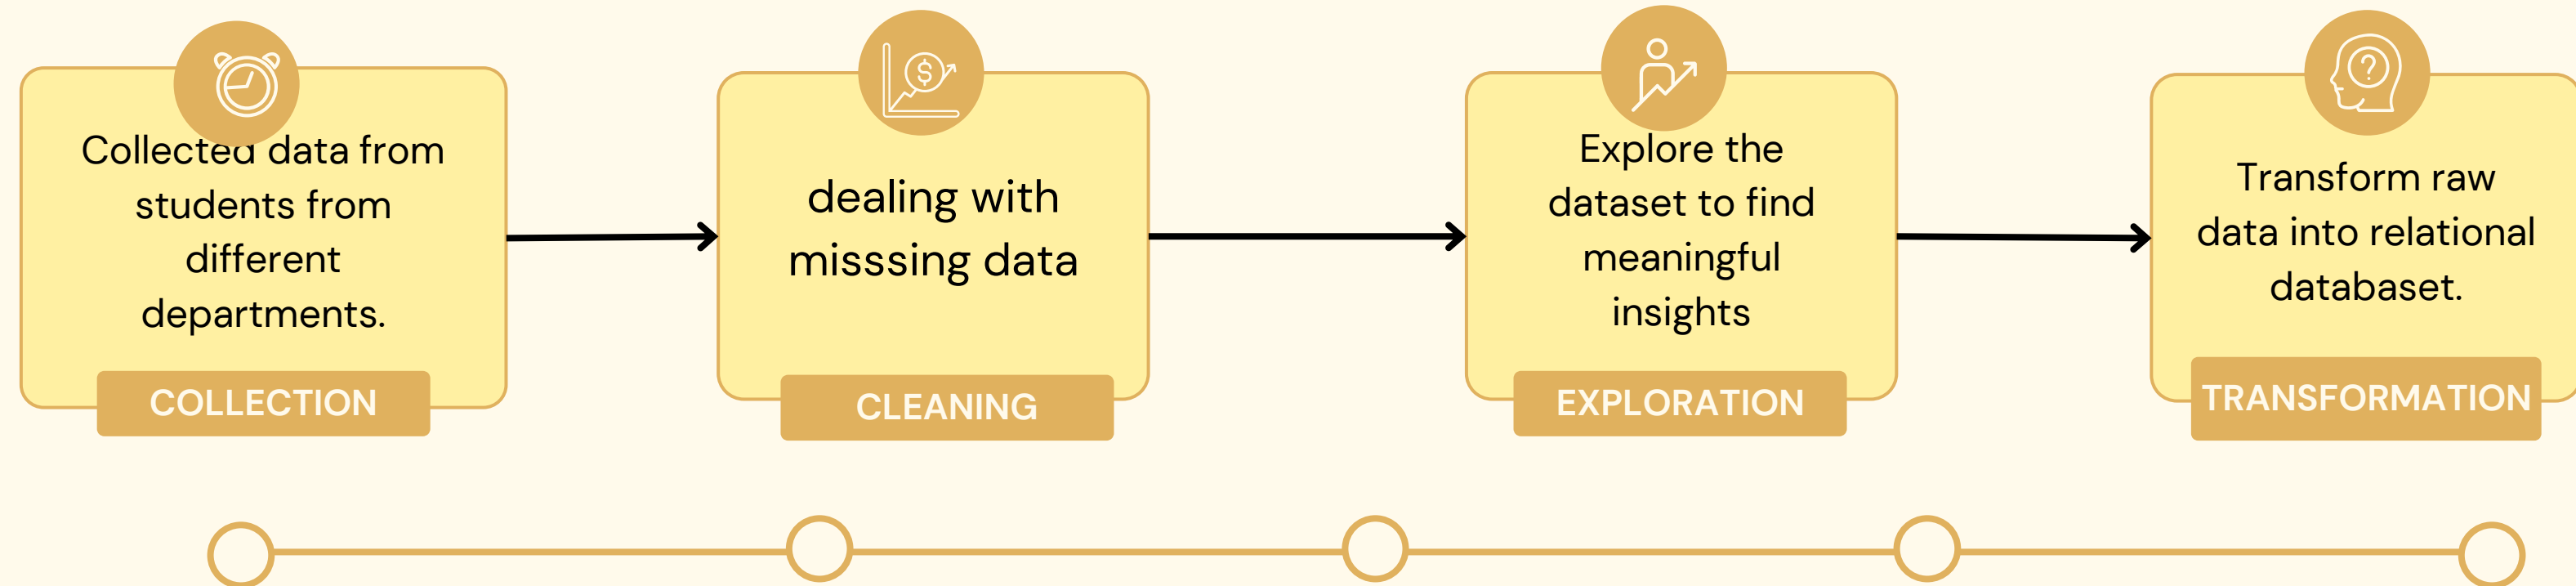 Collected data from
students from
different
departments.
COLLECTION
dealing with
misssing data
CLEANING
Explore the
dataset to find
meaningful
insights
EXPLORATION
Transform raw
data into relational
databaset.
TRANSFORMATION